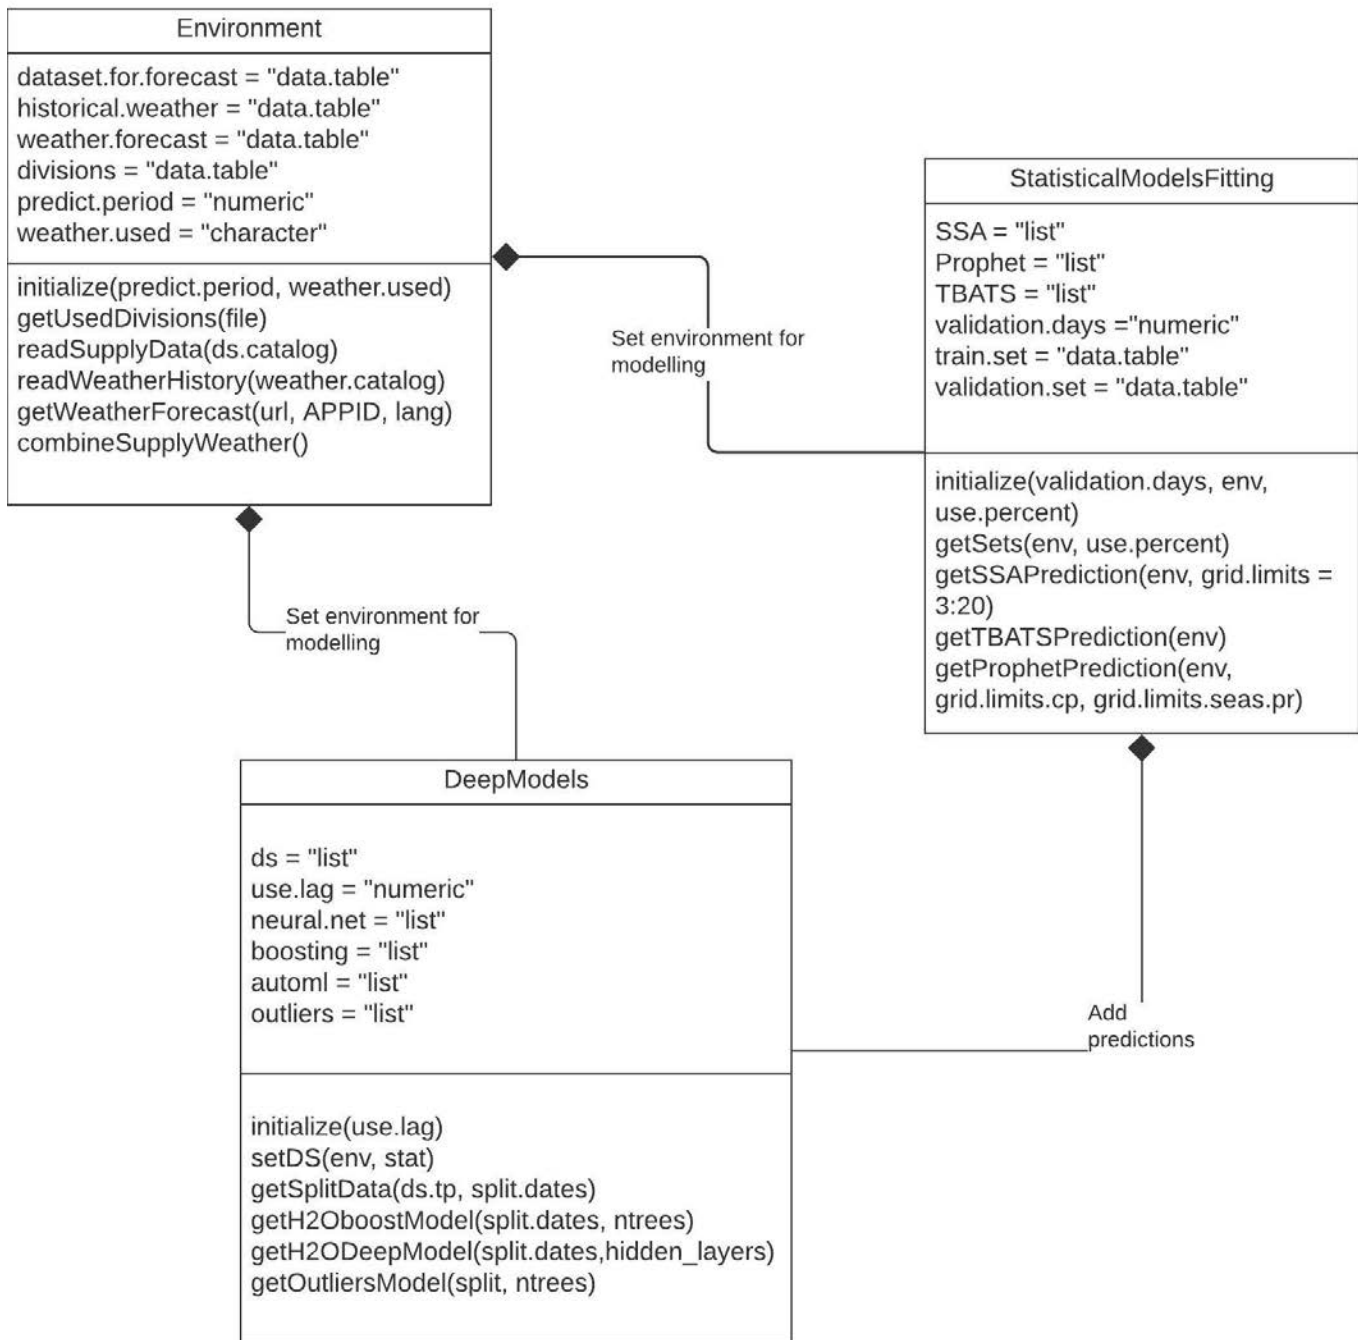 Environment
dataset.for.forecast = "data.table"
historical.weather = "data.table"
weather.forecast = "data.table"
divisions = "data.table"
predict.period = "numeric"
weather.used = "character"
initialize(predict.period, weather.used)
getUsedDivisions(file)
readSupplyData(ds.catalog)
readWeatherHistory(weather.catalog)
getWeatherForecast(url, APPID, lang)
combineSupplyWeather()
Set environment for
modelling
StatisticalModelsFitting
SSA = "list"
Prophet = "list"
TBATS = "list"
validation.days ="numeric"
train.set = "data.table"
validation.set = "data.table"
initialize(validation.days, env,
use.percent)
getSets(env, use.percent)
getSSAPrediction(env, grid.limits =
3:20)
getTBATSPrediction(env)
getProphetPrediction(env,
grid.limits.cp, grid.limits.seas.pr)
Set environment for
modelling
DeepModels
ds = "list"
use.lag = "numeric"
neural.net = "list"
boosting = "list"
automl = "list"
outliers = "list"
initialize(use.lag)
setDS(env, stat)
getSplitData(ds.tp, split.dates)
getH2OboostModel(split.dates, ntrees)
getH2ODeepModel(split.dates,hidden_layers)
getOutliersModel(split, ntrees)
Add
predictions